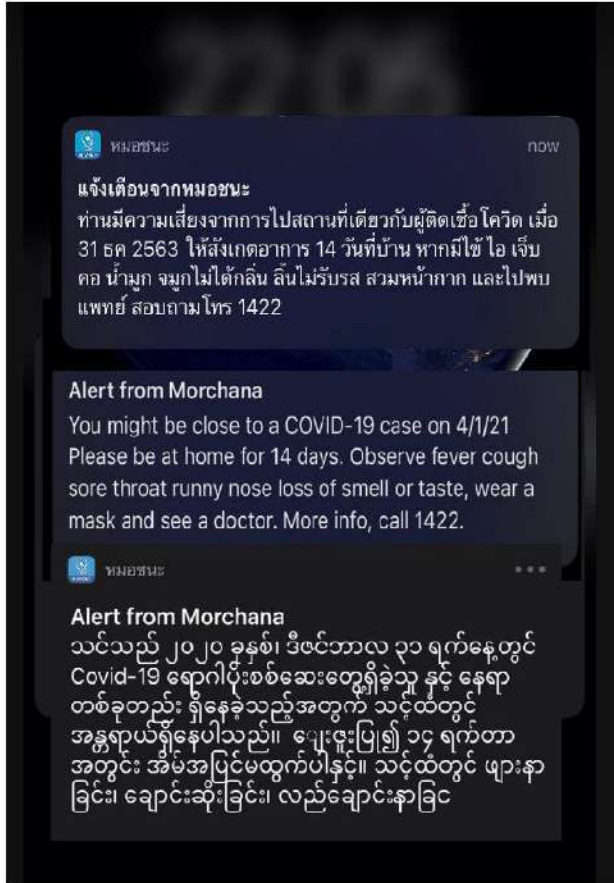 22:06
หมอชนะ
now
แจ้งเตือนจากหมอชนะ
ท่านมีความเสี่ยงจากการไปสถานที่เดียวกับผู้ติดเชื้อโควิด เมื่อ
31 ธค 2563 ให้สังเกตอาการ 14 วันที่บ้าน หากมีไข้ ไอ เจ็บ
คอ น้ำมูก จมูกไม่ได้กลิ่น ลิ้นไม่รับรส สวมหน้ากาก และไปพบ
แพทย์ สอบถามโทร 1422
Alert from Morchana
You might be close to a COVID-19 case on 4/1/21
Please be at home for 14 days. Observe fever cough
sore throat runny nose loss of smell or taste, wear a
mask and see a doctor. More info, call 1422.
หมอชนะ
Alert from Morchana
သင်သည် ၂၀၂၀ ခုနှစ်၊ ဒီဇင်ဘာလ ၃၁ ရက်နေ့တွင်
Covid-19 ရောဂါပိုးစစ်ဆေးတွေ့ရှိခဲ့သူ နှင့် နေရာ
တစ်ခုတည်း ရှိနေခဲ့သည့်အတွက် သင့်ထံတွင်
အန္တရာယ်ရှိနေပါသည်။ ေျးဇူးပြု၍ ၁၄ ရက်တာ
အတွင်း အိမ်အပြင်မထွက်ပါနှင့်။ သင့်ထံတွင် ဖျားနာ
ခြင်း၊ ချောင်းဆိုးခြင်း၊ လည်ချောင်းနာခြင